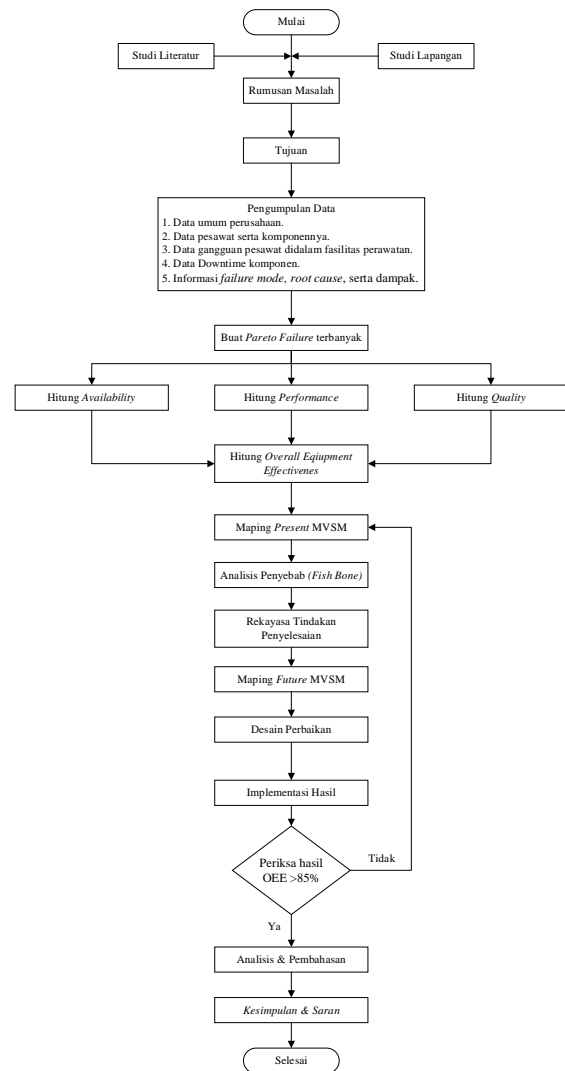 Mulai
Studi Literatur
Studi Lapangan
Rumusan Masalah
Tujuan
Pengumpulan Data
1. Data umum perusahaan.
2. Data pesawat serta komponennya.
3. Data gangguan pesawat didalam fasilitas perawatan.
4. Data Downtime komponen.
5. Informasi failure mode, root cause, serta dampak.
Buat Pareto Failure terbanyak
Hitung Availability
Hitung Performance
Hitung Quality
Hitung Overall Eqiupment
Effectivenes
Maping Present MVSM
Analisis Penyebab (Fish Bone)
Rekayasa Tindakan
Penyelesaian
Maping Future MVSM
Desain Perbaikan
Implementasi Hasil
Periksa hasil
OEE >85%
Tidak
Ya
Analisis & Pembahasan
Kesimpulan & Saran
Selesai